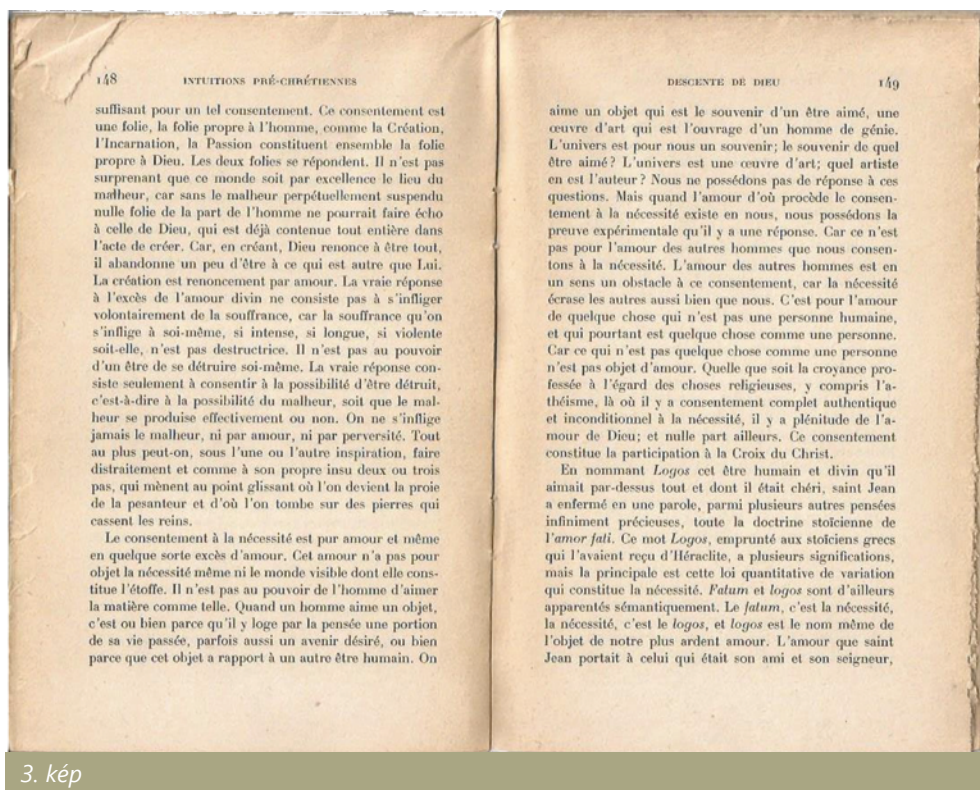 148 INTUITIONS PRÉ-CHRÉTIENNES
suffisant pour un tel consentement. Ce consentement est
une folie, la folie propre à l'homme, comme la Création,
l'Incarnation, la Passion constituent ensemble la folie
propre à Dieu. Les deux folies se répondent. Il n'est pas
surprenant que ce monde soit par excellence le lieu du
malheur, car sans le malheur perpétuellement suspendu
nulle folie de la part de l'homme ne pourrait faire écho
à celle de Dieu, qui est déjà contenue tout entière dans
l'acte de créer. Car, en créant, Dieu renonce à être tout,
il abandonne un peu d'être à ce qui est autre que Lui.
La création est renoncement par amour. La vraie réponse
à l'excès de l'amour divin ne consiste pas à s'infliger
volontairement de la souffrance, car la souffrance qu'on
s'inflige à soi-même, si intense, si longue, si violente
soit-elle, n'est pas destructrice. Il n'est pas au pouvoir
d'un être de se détruire soi-même. La vraie réponse con-
siste seulement à consentir à la possibilité d'être détruit,
c'est-à-dire à la possibilité du malheur, soit que le mal-
heur se produise effectivement ou non. On ne s'inflige
jamais le malheur, ni par amour, ni par perversité. Tout
au plus peut-on, sous l'une ou l'autre inspiration, faire
distraitement et comme à son propre insu deux ou trois
pas, qui mènent au point glissant où l'on devient la proie
de la pesanteur et d'où l'on tombe sur des pierres qui
cassent les reins.
Le consentement à la nécessité est pur amour et même
en quelque sorte excès d'amour. Cet amour n'a pas pour
objet la nécessité même ni le monde visible dont elle cons-
titue l'étoffe. Il n'est pas au pouvoir de l'homme d'aimer
la matière comme telle. Quand un homme aime un objet,
c'est ou bien parce qu'il y loge par la pensée une portion
de sa vie passée, parfois aussi un avenir désiré, ou bien
parce que cet objet a rapport à un autre être humain. On
DESCENTE DE DIEU 149
aime un objet qui est le souvenir d'un être aimé, une
œuvre d'art qui est l'ouvrage d'un homme de génie.
L'univers est pour nous un souvenir; le souvenir de quel
être aimé? L'univers est une œuvre d'art; quel artiste
en est l'auteur? Nous ne possédons pas de réponse à ces
questions. Mais quand l'amour d'où procède le consen-
tement à la nécessité existe en nous, nous possédons la
preuve expérimentale qu'il y a une réponse. Car ce n'est
pas pour l'amour des autres hommes que nous consen-
tons à la nécessité. L'amour des autres hommes est en
un sens un obstacle à ce consentement, car la nécessité
écrase les autres aussi bien que nous. C'est pour l'amour
de quelque chose qui n'est pas une personne humaine,
et qui pourtant est quelque chose comme une personne.
Car ce qui n'est pas quelque chose comme une personne
n'est pas objet d'amour. Quelle que soit la croyance pro-
fessée à l'égard des choses religieuses, y compris l'a-
théisme, là où il y a consentement complet authentique
et inconditionnel à la nécessité, il y a plénitude de l'a-
mour de Dieu; et nulle part ailleurs. Ce consentement
constitue la participation à la Croix du Christ.
En nommant Logos cet être humain et divin qu'il
aimait par-dessus tout et dont il était chéri, saint Jean
a enfermé en une parole, parmi plusieurs autres pensées
infiniment précieuses, toute la doctrine stoïcienne de
l'amor fati. Ce mot Logos, emprunté aux stoïciens grecs
qui l'avaient reçu d'Héraclite, a plusieurs significations,
mais la principale est cette loi quantitative de variation
qui constitue la nécessité. Fatum et logos sont d'ailleurs
apparentés sémantiquement. Le fatum, c'est la nécessité,
la nécessité, c'est le logos, et logos est le nom même de
l'objet de notre plus ardent amour. L'amour que saint
Jean portait à celui qui était son ami et son seigneur,
3. kép